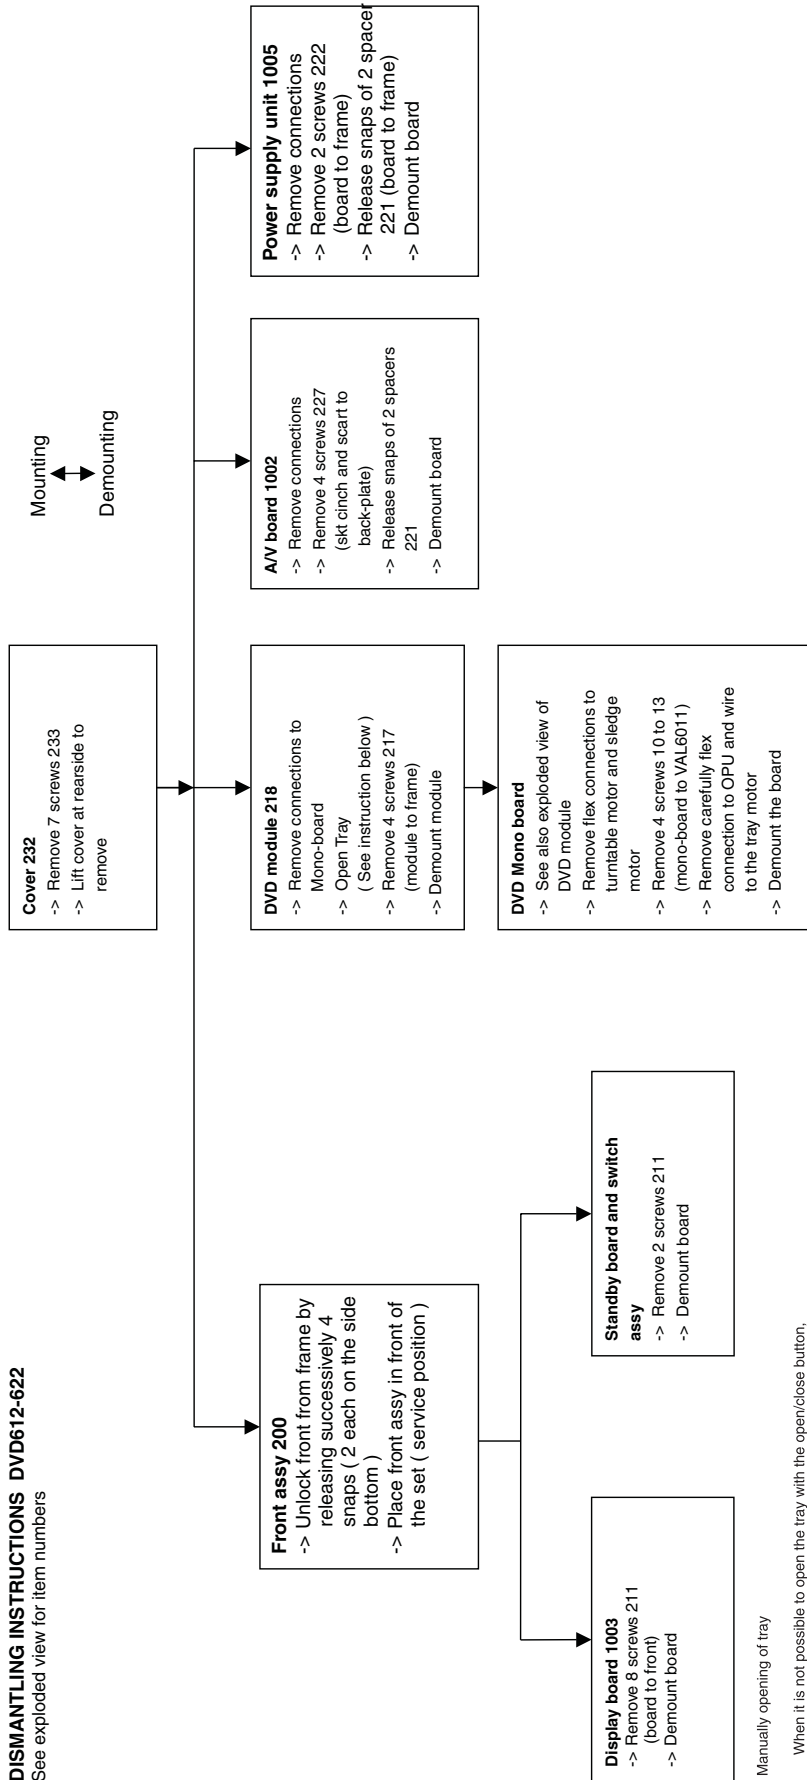 DISMANTLING INSTRUCTIONS  DVD612-622
See exploded view for item numbers
Mounting
Demounting
Cover 232
-> Remove 7 screws 233
-> Lift cover at rearside to
remove
Front assy 200
-> Unlock front from frame by
releasing successively 4
snaps ( 2 each on the side
bottom )
-> Place front assy in front of
the set ( service position )
DVD module 218
-> Remove connections to
Mono-board
-> Open Tray
( See instruction below )
-> Remove 4 screws 217
(module to frame)
-> Demount module
A/V board 1002
-> Remove connections
-> Remove 4 screws 227
(skt cinch and scart to
back-plate)
-> Release snaps of 2 spacers
221
-> Demount board
Power supply unit 1005
-> Remove connections
-> Remove 2 screws 222
(board to frame)
-> Release snaps of 2 spacer
221 (board to frame)
-> Demount board
Display board 1003
-> Remove 8 screws 211
(board to front)
-> Demount board
Standby board and switch
assy
-> Remove 2 screws 211
-> Demount board
DVD Mono board
-> See also exploded view of
DVD module
-> Remove flex connections to
turntable motor and sledge
motor
-> Remove 4 screws 10 to 13
(mono-board to VAL6011)
-> Remove carefully flex
connection to OPU and wire
to the tray motor
-> Demount the board
Manually opening of tray
When it is not possible to open the tray with the open/close button,